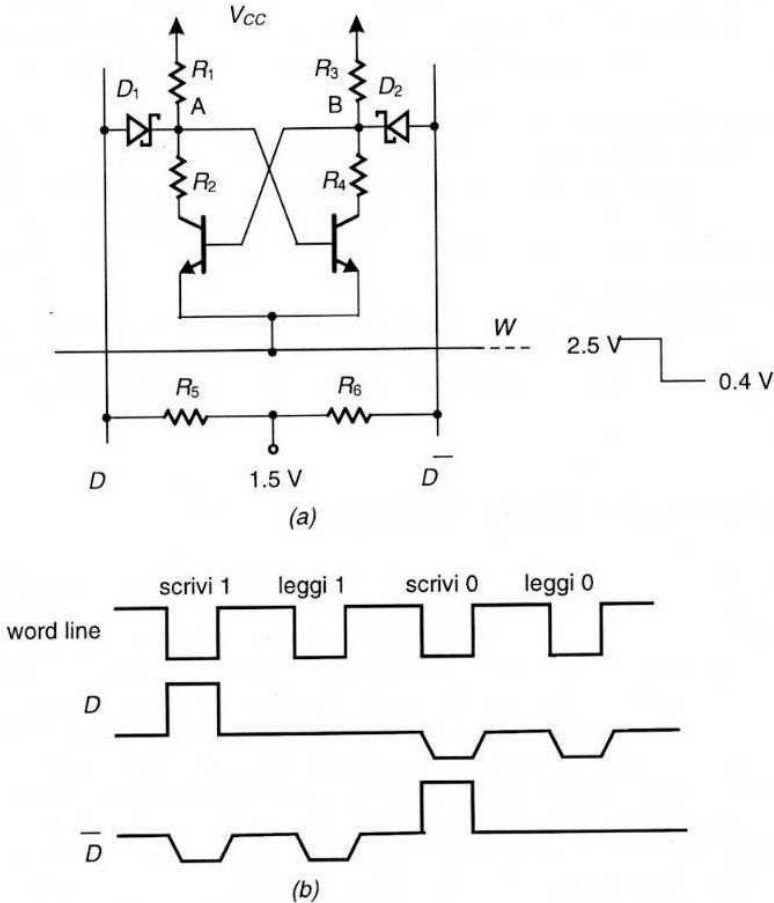 V_CC
R1 R3
D1 D2
A B
R2 R4
W
2.5 V
0.4 V
R5 R6
D 1.5 V D̅
(a)
scrivi 1 leggi 1 scrivi 0 leggi 0
word line
D
D̅
(b)